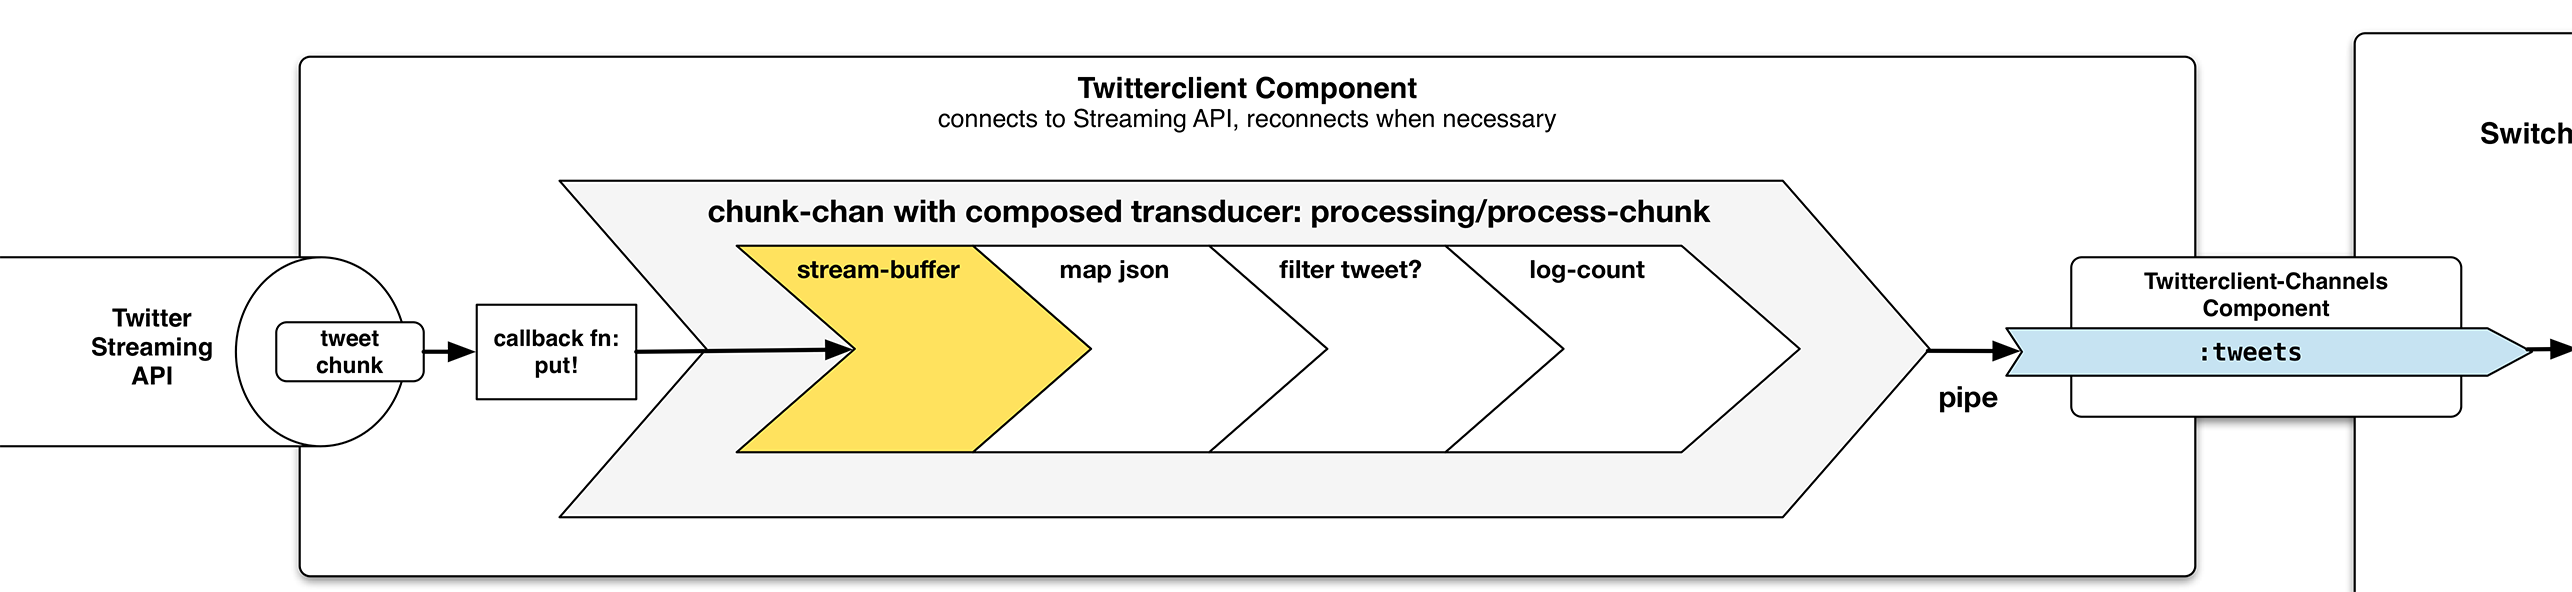 Twitterclient Component
connects to Streaming API, reconnects when necessary
Switch
chunk-chan with composed transducer: processing/process-chunk
stream-buffer
map json
filter tweet?
log-count
Twitter
Streaming
API
tweet
chunk
callback fn:
put!
pipe
Twitterclient-Channels
Component
:tweets